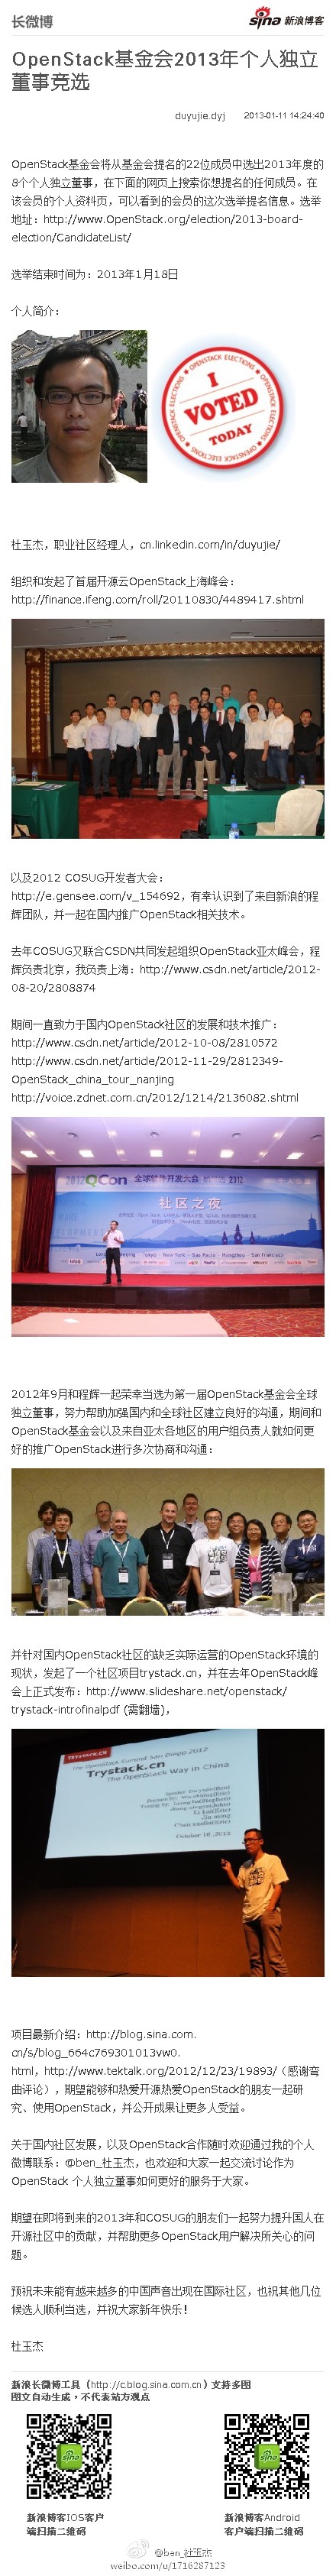 长微博
sina 新浪博客
OpenStack基金会2013年个人独立
董事竞选
duyujie.dyj 2013-01-11 14:24:40
OpenStack基金会将从基金会提名的22位成员中选出2013年度的
8个个人独立董事，在下面的网页上搜索你想提名的任何成员。在
该会员的个人资料页，可以看到的会员的这次选举提名信息。选举
地址：http://www.OpenStack.org/election/2013-board-
election/CandidateList/
选举结束时间为：2013年1月18日
个人简介：
OPENSTACK ELECTIONS
I
VOTED
TODAY
OPENSTACK ELECTIONS
杜玉杰，职业社区经理人，cn.linkedin.com/in/duyujie/
组织和发起了首届开源云OpenStack上海峰会：
http://finance.ifeng.com/roll/20110830/4489417.shtml
以及2012 COSUG开发者大会：
http://e.gensee.com/v_154692，有幸认识到了来自新浪的程
辉团队，并一起在国内推广OpenStack相关技术。
去年COSUG又联合CSDN共同发起组织OpenStack亚太峰会，程
辉负责北京，我负责上海：http://www.csdn.net/article/2012-
08-20/2808874
期间一直致力于国内OpenStack社区的发展和技术推广：
http://www.csdn.net/article/2012-10-08/2810572
http://www.csdn.net/article/2012-11-29/2812349-
OpenStack_china_tour_nanjing
http://voice.zdnet.com.cn/2012/1214/2136082.shtml
2012 QCon 全球软件开发大会 2012
社区之夜
2012年9月和程辉一起荣幸当选为第一届OpenStack基金会全球
独立董事，努力帮助加强国内和全球社区建立良好的沟通，期间和
OpenStack基金会以及来自亚太各地区的用户组负责人就如何更
好的推广OpenStack进行多次协商和沟通：
并针对国内OpenStack社区的缺乏实际运营的OpenStack环境的
现状，发起了一个社区项目trystack.cn，并在去年OpenStack峰
会上正式发布：http://www.slideshare.net/openstack/
trystack-introfinalpdf (需翻墙)，
TRYSTACK.CN
The OpenStack Summit San Diego 2012
Trystack.cn
The OpenStack Way in China
October 16, 2012
项目最新介绍：http://blog.sina.com.
cn/s/blog_664c769301013vw0.
html，http://www.tektalk.org/2012/12/23/19893/（感谢弯
曲评论），期望能够和热爱开源热爱OpenStack的朋友一起研
究、使用OpenStack，并公开成果让更多人受益。
关于国内社区发展，以及OpenStack合作随时欢迎通过我的个人
微博联系：@ben_杜玉杰，也欢迎和大家一起交流讨论作为
OpenStack 个人独立董事如何更好的服务于大家。
期望在即将到来的2013年和COSUG的朋友们一起努力提升国人在
开源社区中的贡献，并帮助更多OpenStack用户解决所关心的问
题。
预祝未来能有越来越多的中国声音出现在国际社区，也祝其他几位
候选人顺利当选，并祝大家新年快乐！
杜玉杰
新浪长微博工具（http://c.blog.sina.com.cn）支持多图
图文自动生成，不代表站方观点
新浪博客IOS客户
端扫描二维码
新浪博客Android
客户端扫描二维码
@ben_杜玉杰
weibo.com/u/1716287123